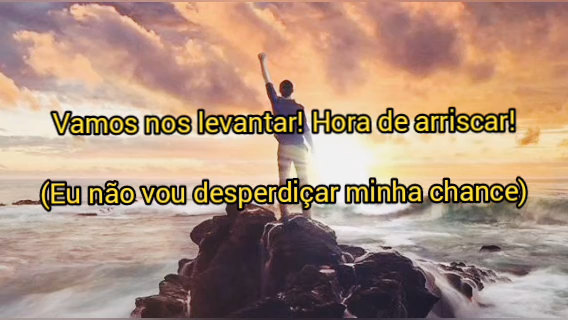 Vamos nos levantar! Hora de arriscar!
(Eu não vou desperdiçar minha chance)